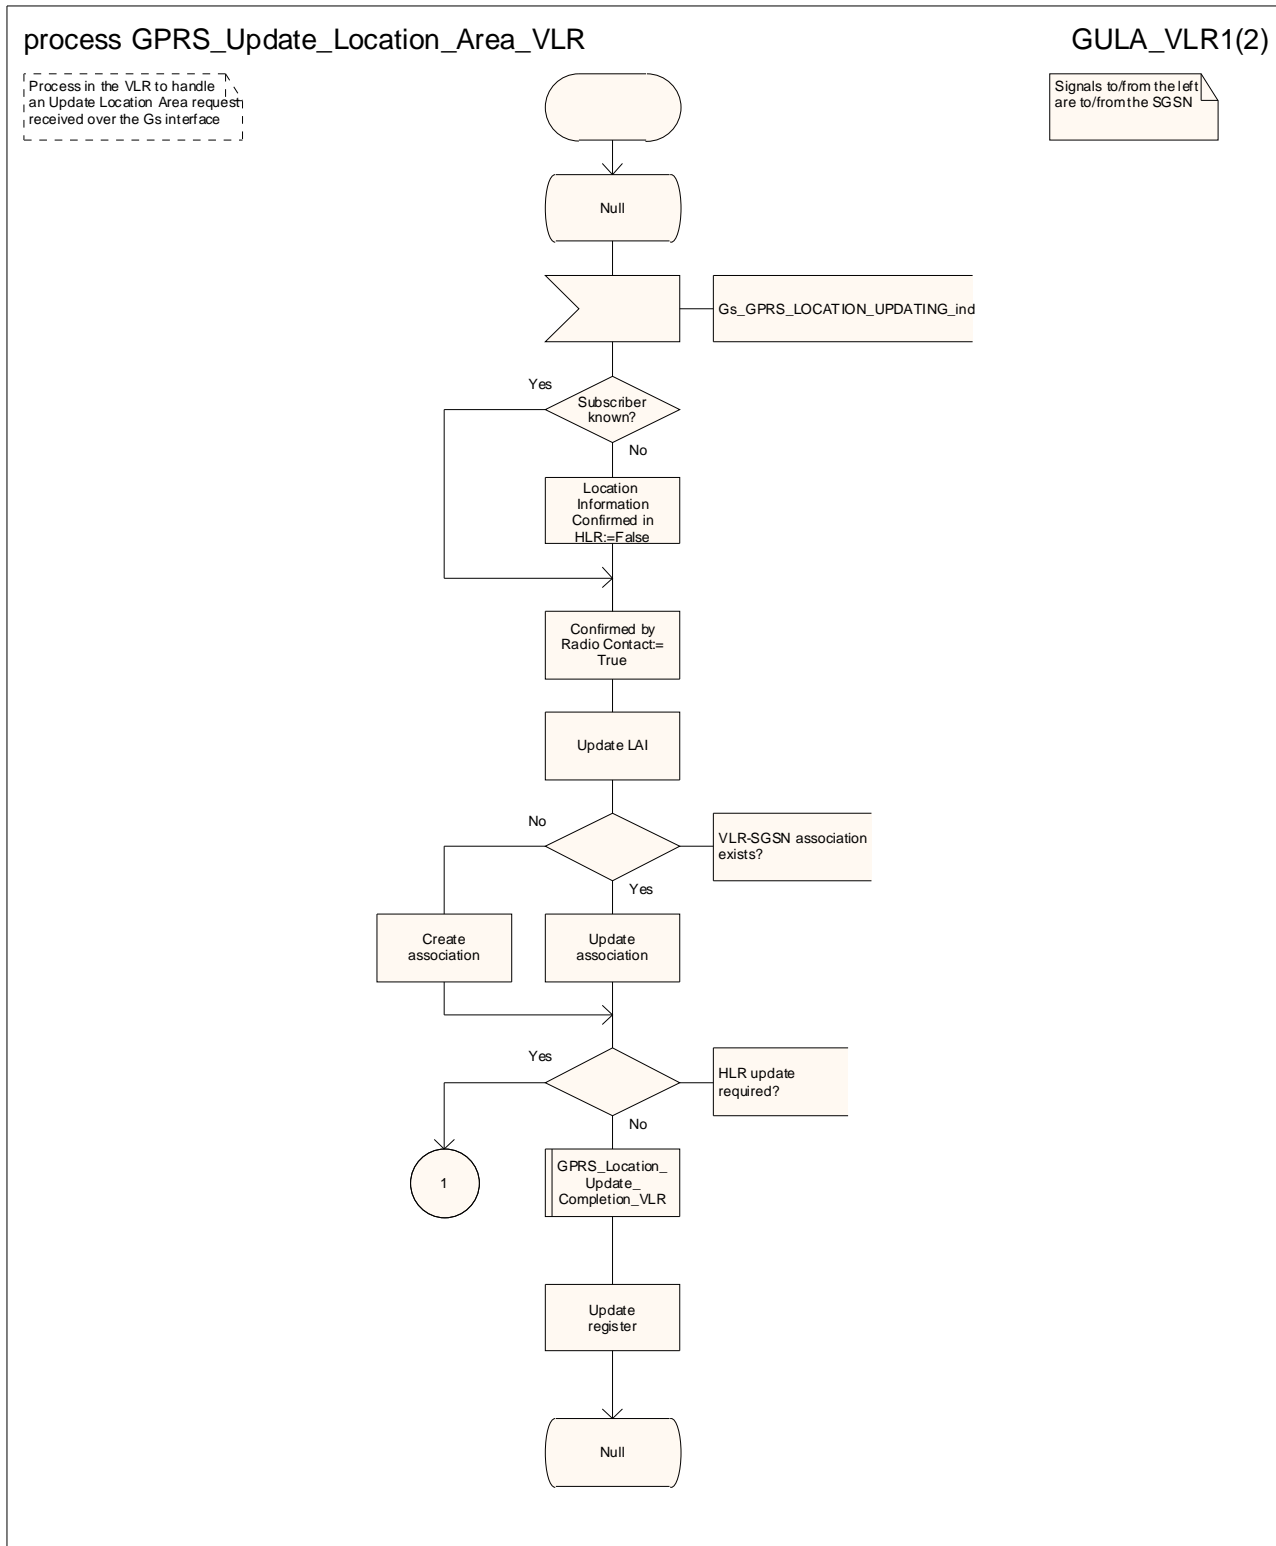 process GPRS_Update_Location_Area_VLR
GULA_VLR1(2)
Process in the VLR to handle
an Update Location Area request
received over the Gs interface
Signals to/from the left
are to/from the SGSN
Null
Gs_GPRS_LOCATION_UPDATING_ind
Yes
Subscriber
known?
No
Location
Information
Confirmed in
HLR:=False
Confirmed by
Radio Contact:=
True
Update LAI
No
VLR-SGSN association
exists?
Yes
Create
association
Update
association
Yes
HLR update
required?
No
1
GPRS_Location_
Update_
Completion_VLR
Update
register
Null